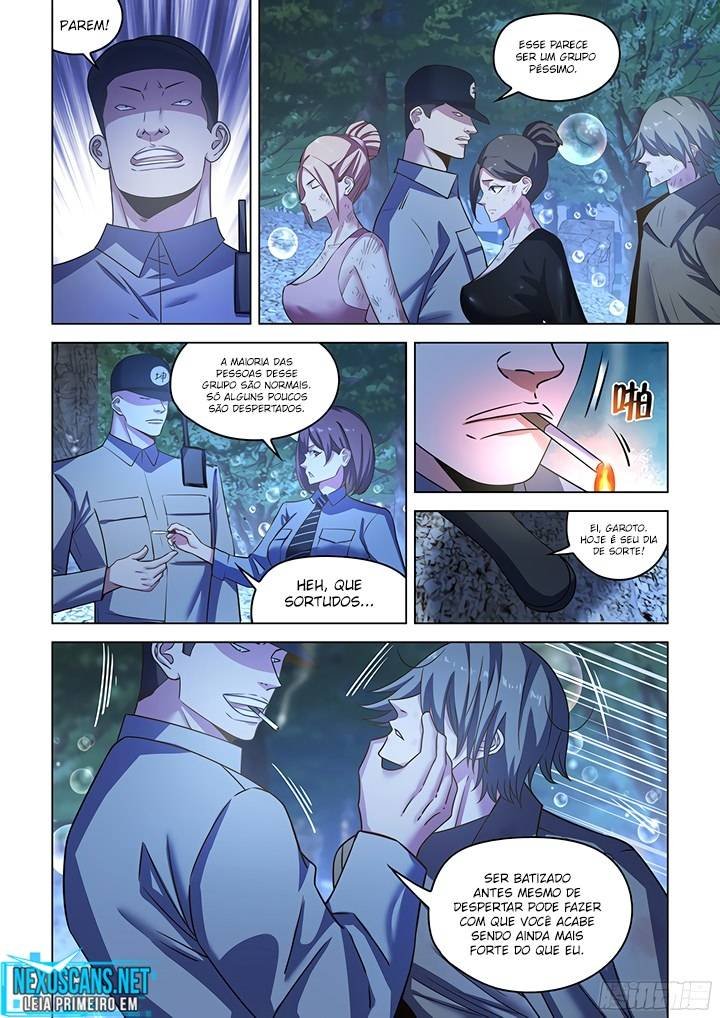 PAREM!
ESSE PARECE
SER UM GRUPO
PÉSSIMO.
A MAIORIA DAS
PESSOAS DESSE
GRUPO SÃO NORMAIS.
SÓ ALGUNS POUCOS
SÃO DESPERTADOS.
HEH, QUE
SORTUDOS...
啪
EI, GAROTO.
HOJE É SEU DIA
DE SORTE!
SER BATIZADO
ANTES MESMO DE
DESPERTAR PODE FAZER
COM QUE VOCÊ ACABE
SENDO AINDA MAIS
FORTE DO QUE EU.
NEXOSCANS.NET
LEIA PRIMEIRO EM